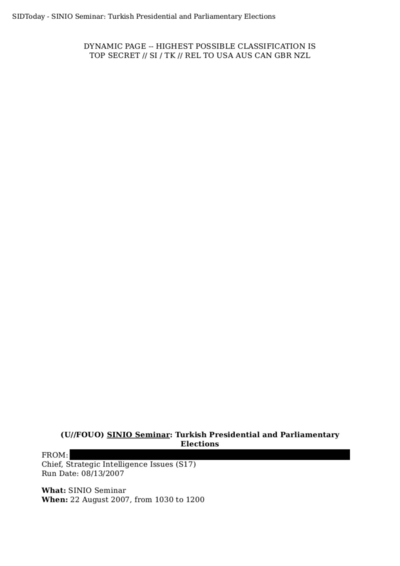 SIDToday - SINIO Seminar: Turkish Presidential and Parliamentary Elections
DYNAMIC PAGE -- HIGHEST POSSIBLE CLASSIFICATION IS
TOP SECRET // SI / TK // REL TO USA AUS CAN GBR NZL
(U//FOUO) SINIO Seminar: Turkish Presidential and Parliamentary
Elections
FROM:
Chief, Strategic Intelligence Issues (S17)
Run Date: 08/13/2007
What: SINIO Seminar
When: 22 August 2007, from 1030 to 1200